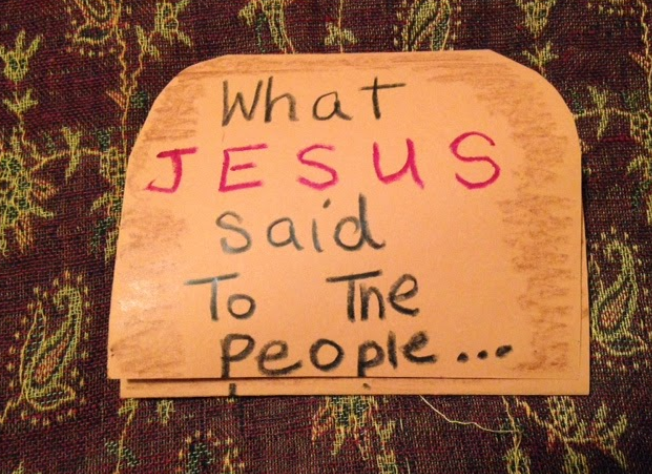 What
JESUS
said
To The
People...